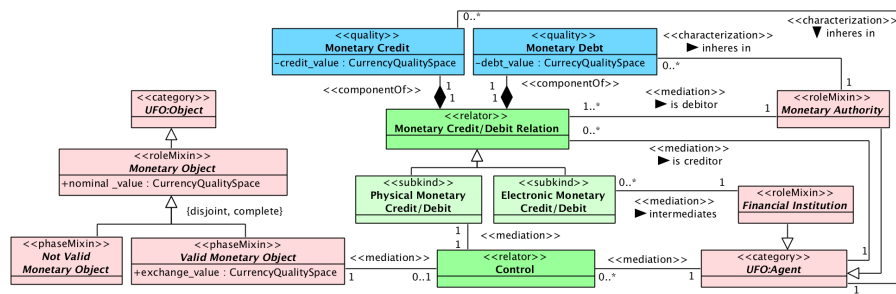 0..*
<<quality>>
Monetary Credit
−credit_value : CurrencyQualitySpace
<<quality>>
Monetary Debt
−debt_value : CurrencyQualitySpace
<<characterization>>
inheres in
0..*
<<characterization>>
inheres in
<<componentOf>>
1
1
1
1
<<componentOf>>
<<category>>
UFO:Object
<<relator>>
Monetary Credit/Debit Relation
1..*
<<mediation>>
is debitor
1
1
<<roleMixin>>
Monetary Authority
0..*
<<mediation>>
is creditor
<<roleMixin>>
Monetary Object
+nominal _value : CurrencyQualitySpace
{disjoint, complete}
<<subkind>>
Physical Monetary
Credit/Debit
<<subkind>>
Electronic Monetary
Credit/Debit
0..*
1
<<mediation>>
intermediates
<<roleMixin>>
Financial Institution
1
1
<<mediation>>
<<phaseMixin>>
Not Valid
Monetary Object
<<phaseMixin>>
Valid Monetary Object
+exchange_value : CurrencyQualitySpace
<<mediation>>
1
0..1
<<relator>>
Control
<<mediation>>
0..*
1
<<category>>
UFO:Agent
1
1